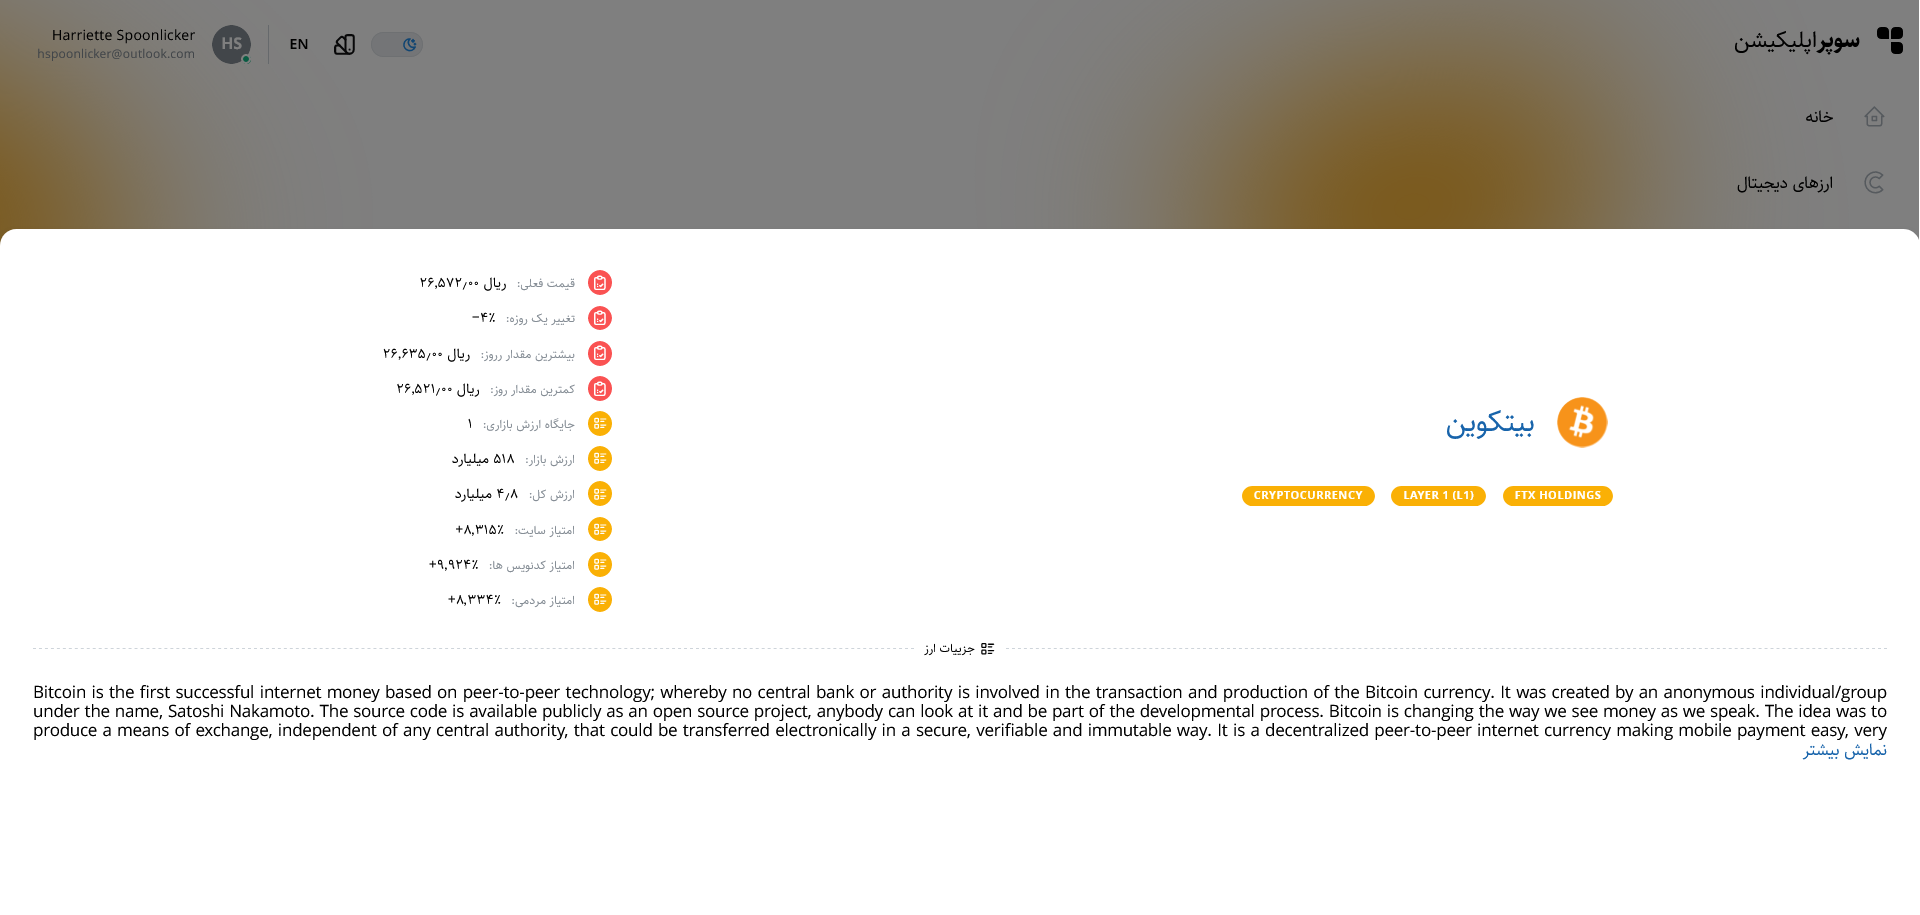 سوپراپلیکیشن
EN
HS
Harriette Spoonlicker
hspoonlicker@outlook.com
خانه
ارزهای دیجیتال
بیتکوین
FTX HOLDINGS
LAYER 1 (L1)
CRYPTOCURRENCY
قیمت فعلی: ریال ۲۶,۵۷۲٫۰۰
تغییر یک روزه: −۴٪
بیشترین مقدار رروز: ریال ۲۶,۶۳۵٫۰۰
کمترین مقدار روز: ریال ۲۶,۵۲۱٫۰۰
جایگاه ارزش بازاری: ۱
ارزش بازار: ۵۱۸ میلیارد
ارزش کل: ۴٫۸ میلیارد
امتیاز سایت: +۸,۳۱۵٪
امتیاز کدنویس ها: +۹,۹۲۴٪
امتیاز مردمی: +۸,۳۳۴٪
جزییات ارز
Bitcoin is the first successful internet money based on peer-to-peer technology; whereby no central bank or authority is involved in the transaction and production of the Bitcoin currency. It was created by an anonymous individual/group
under the name, Satoshi Nakamoto. The source code is available publicly as an open source project, anybody can look at it and be part of the developmental process. Bitcoin is changing the way we see money as we speak. The idea was to
produce a means of exchange, independent of any central authority, that could be transferred electronically in a secure, verifiable and immutable way. It is a decentralized peer-to-peer internet currency making mobile payment easy, very
نمایش بیشتر